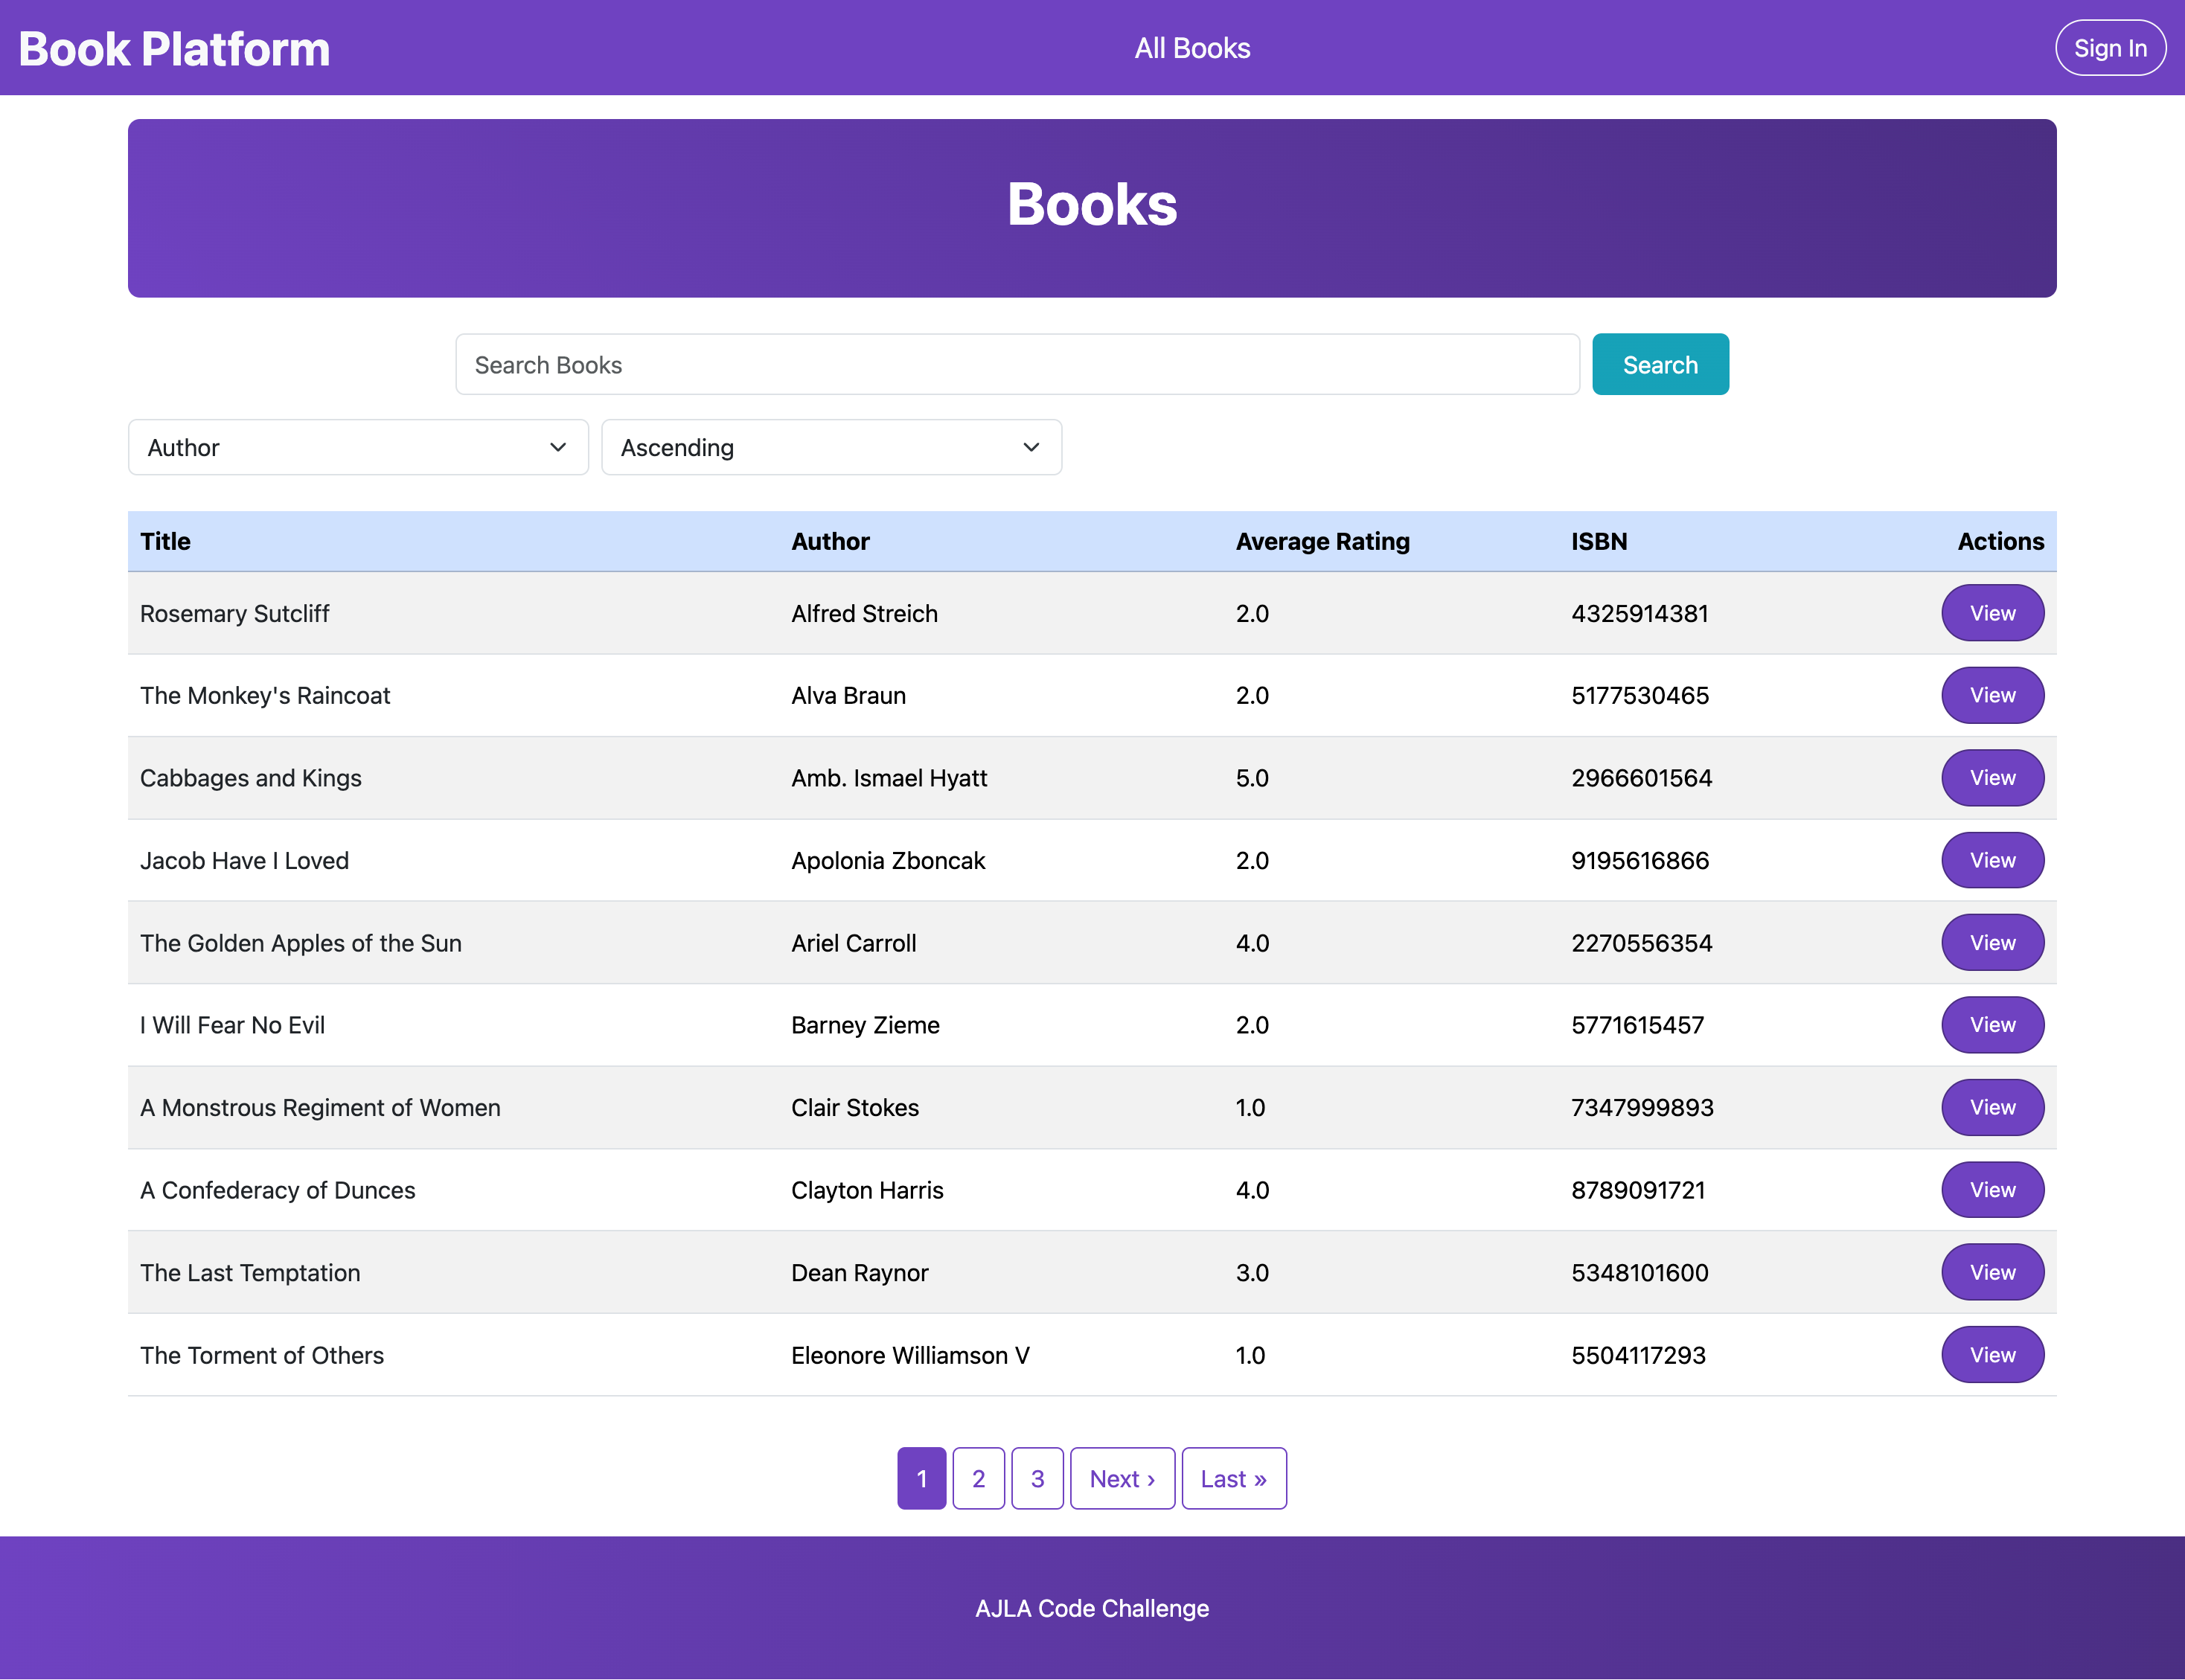 Book Platform All Books Sign In
Books
Search Books Search
Author Ascending
Title Author Average Rating ISBN Actions
Rosemary Sutcliff Alfred Streich 2.0 4325914381 View
The Monkey's Raincoat Alva Braun 2.0 5177530465 View
Cabbages and Kings Amb. Ismael Hyatt 5.0 2966601564 View
Jacob Have I Loved Apolonia Zboncak 2.0 9195616866 View
The Golden Apples of the Sun Ariel Carroll 4.0 2270556354 View
I Will Fear No Evil Barney Zieme 2.0 5771615457 View
A Monstrous Regiment of Women Clair Stokes 1.0 7347999893 View
A Confederacy of Dunces Clayton Harris 4.0 8789091721 View
The Last Temptation Dean Raynor 3.0 5348101600 View
The Torment of Others Eleonore Williamson V 1.0 5504117293 View
1 2 3 Next › Last »
AJLA Code Challenge